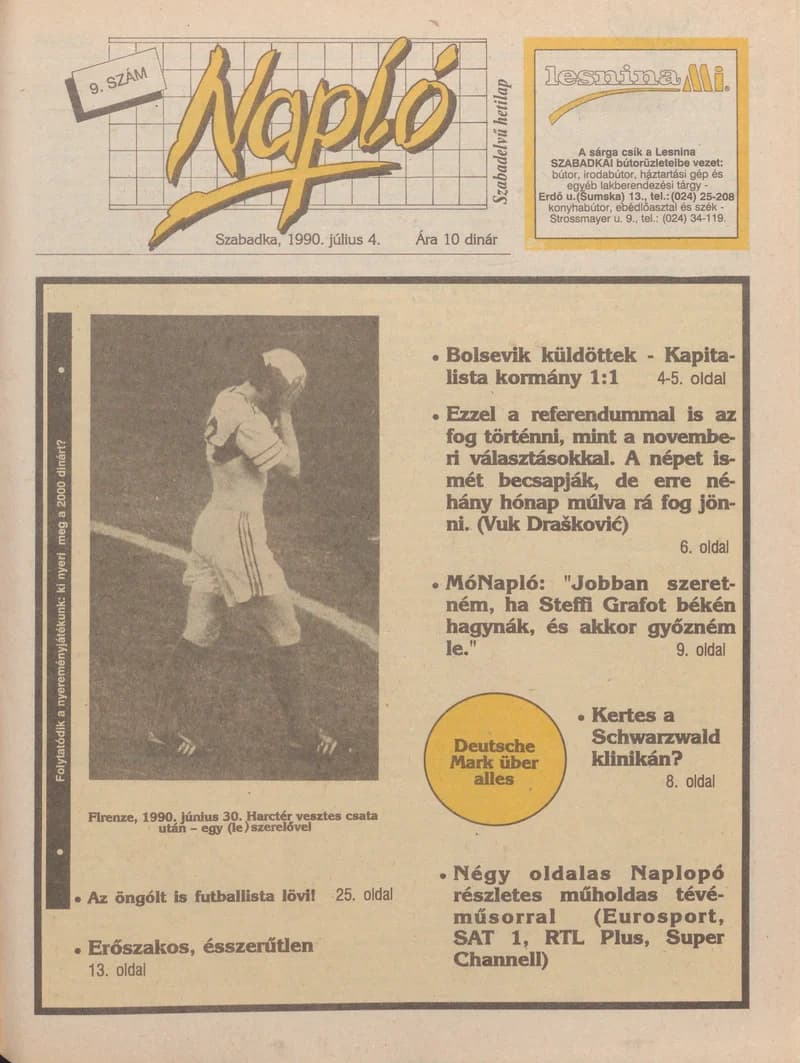 9. SZÁM
Napló
Szabadelvű hetilap
Szabadka, 1990. július 4.
Ára 10 dinár
lesnina Mi.
A sárga csík a Lesnina
SZABADKAI bútorüzleteibe vezet:
bútor, irodabútor, háztartási gép és
egyéb lakberendezési tárgy -
Erdő u.(Šumska) 13., tel.: (024) 25-208
konyhabútor, ebédlőasztal és szék -
Strossmayer u. 9., tel.: (024) 34-119.
Folytatódik a nyereményjátékunk: ki nyeri meg a 2000 dinárt?
Firenze, 1990. június 30. Harctér vesztes csata
után – egy (le)szerelővel
• Az öngólt is futballista lövi! 25. oldal
• Erőszakos, ésszerűtlen
13. oldal
• Bolsevik küldöttek - Kapita-
lista kormány 1:1 4-5. oldal
• Ezzel a referendummal is az
fog történni, mint a novembe-
ri választásokkal. A népet is-
mét becsapják, de erre né-
hány hónap múlva rá fog jön-
ni. (Vuk Drašković)
6. oldal
• MóNapló: "Jobban szeret-
ném, ha Steffi Grafot békén
hagynák, és akkor győzném
le." 9. oldal
Deutsche
Mark über
alles
• Kertes a
Schwarzwald
klinikán?
8. oldal
• Négy oldalas Naplopó
részletes műholdas tévé-
műsorral (Eurosport,
SAT 1, RTL Plus, Super
Channell)